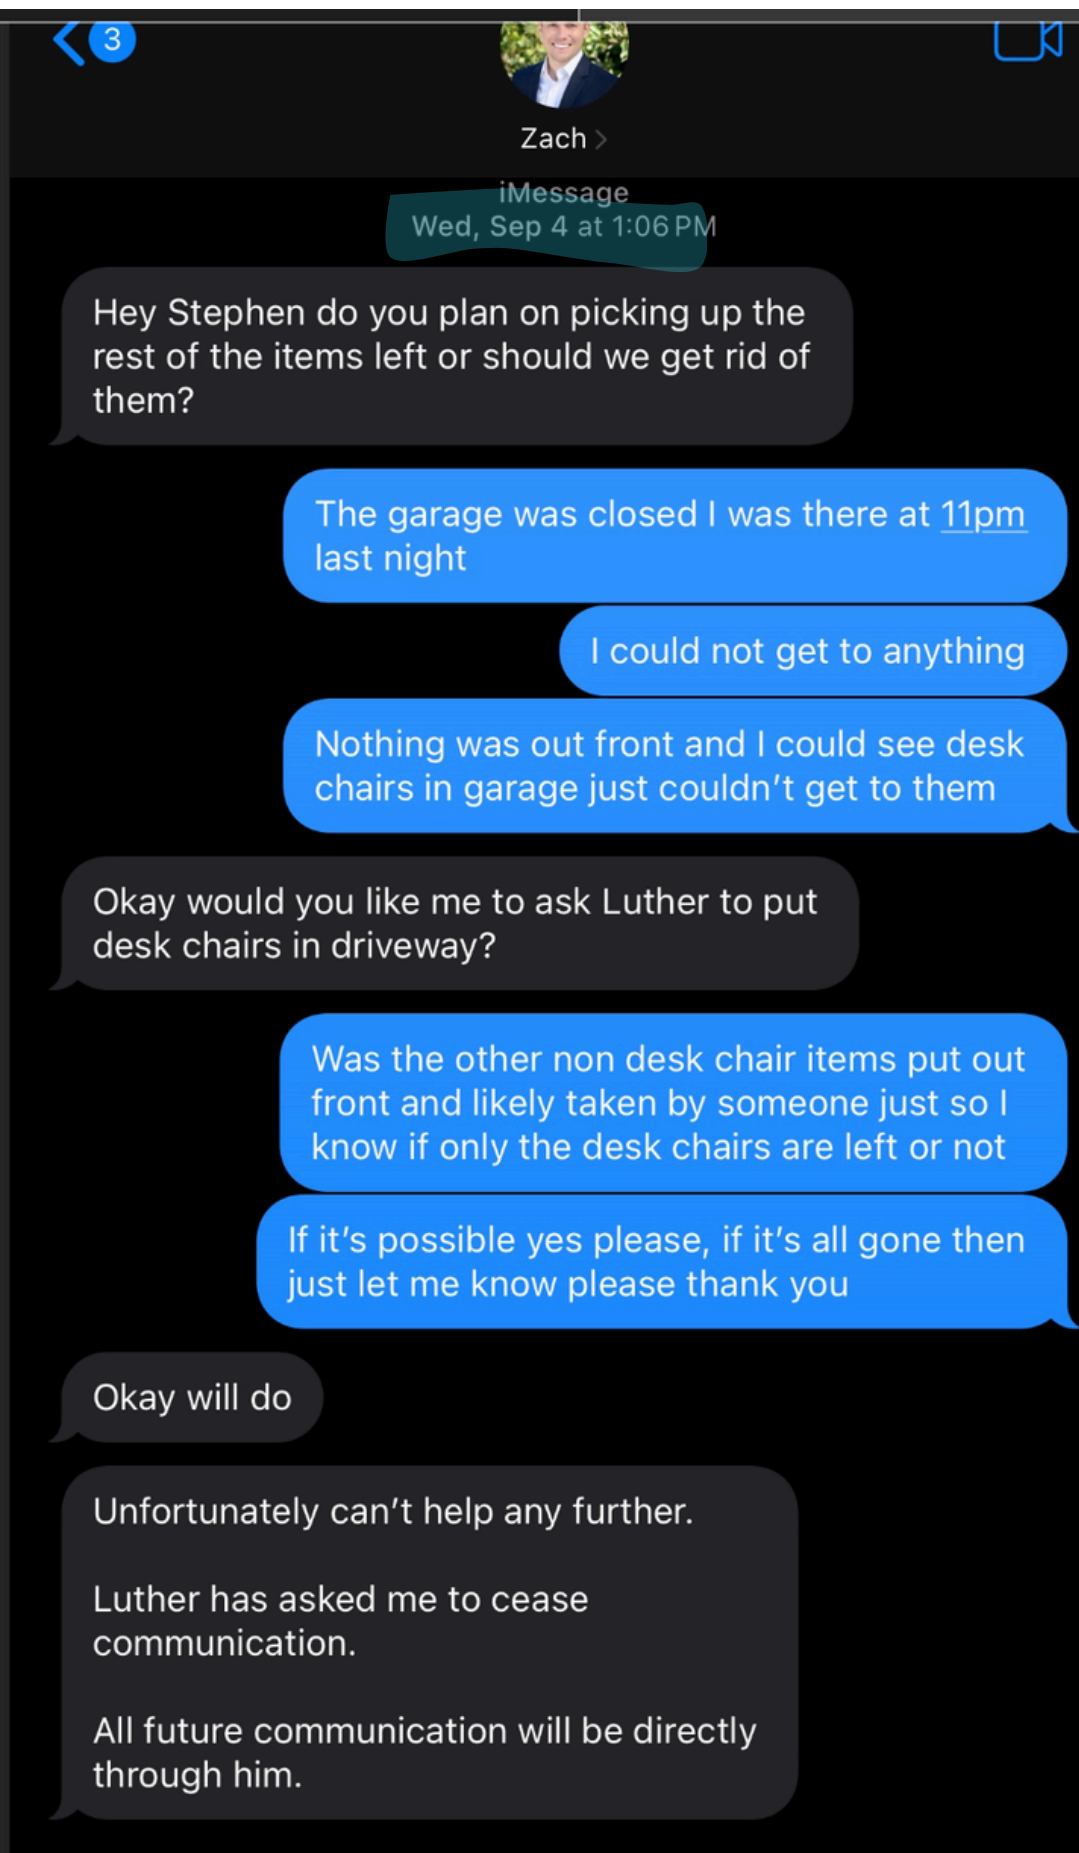 3
Zach
iMessage
Wed, Sep 4 at 1:06 PM
Hey Stephen do you plan on picking up the
rest of the items left or should we get rid of
them?
The garage was closed I was there at 11pm
last night
I could not get to anything
Nothing was out front and I could see desk
chairs in garage just couldn't get to them
Okay would you like me to ask Luther to put
desk chairs in driveway?
Was the other non desk chair items put out
front and likely taken by someone just so I
know if only the desk chairs are left or not
If it's possible yes please, if it's all gone then
just let me know please thank you
Okay will do
Unfortunately can't help any further.
Luther has asked me to cease
communication.
All future communication will be directly
through him.